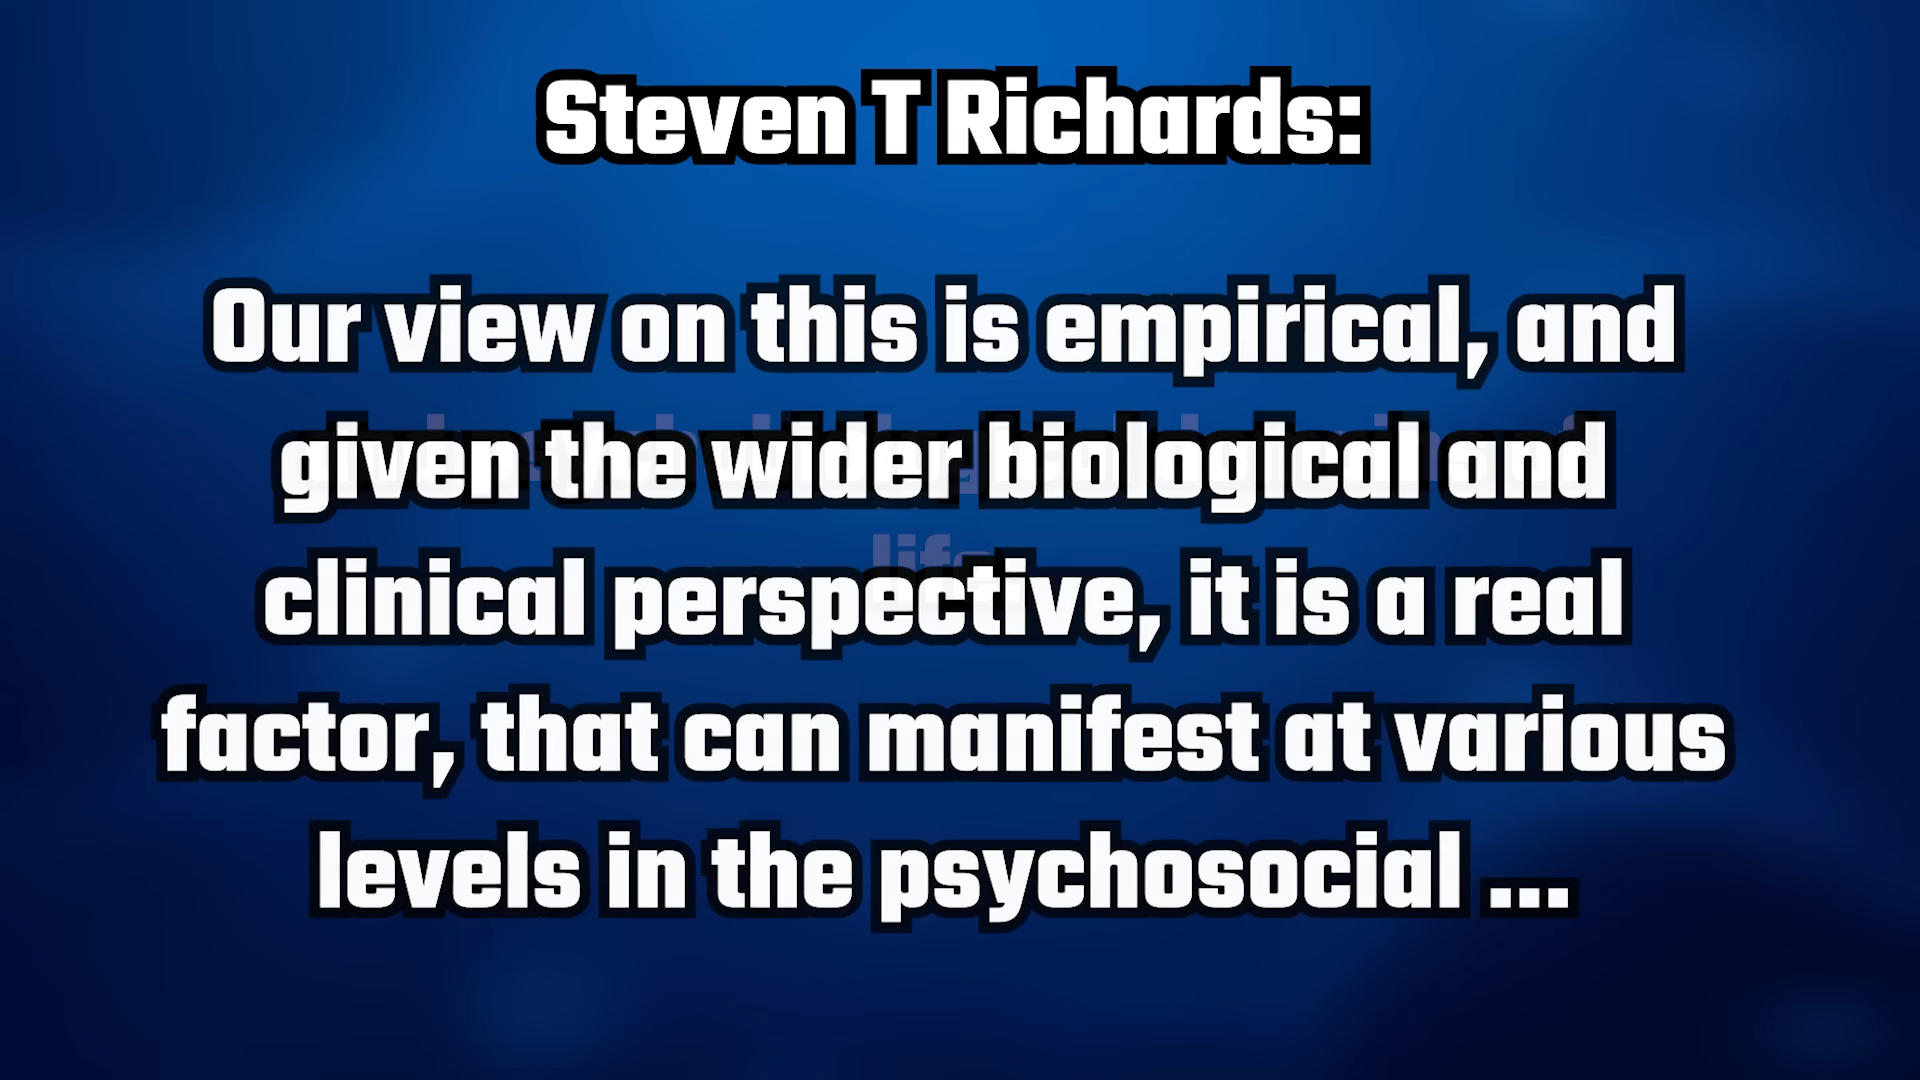 Steven T Richards:
Our view on this is empirical, and
given the wider biological and
clinical perspective, it is a real
factor, that can manifest at various
levels in the psychosocial ...
life